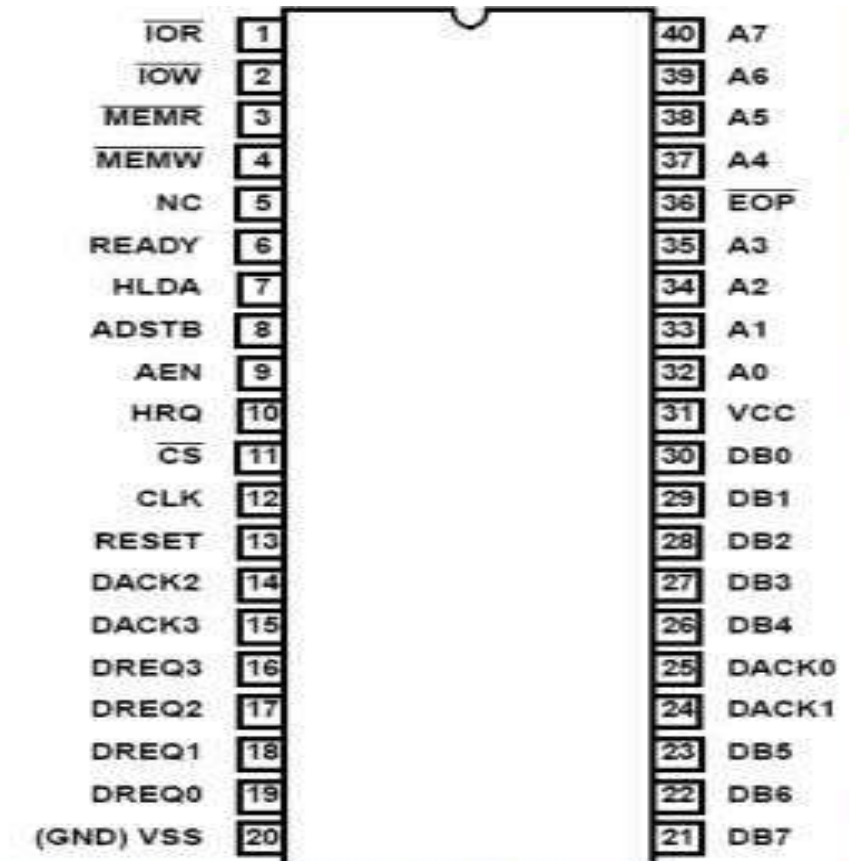 IOR 1 40 A7
IOW 2 39 A6
MEMR 3 38 A5
MEMW 4 37 A4
NC 5 36 EOP
READY 6 35 A3
HLDA 7 34 A2
ADSTB 8 33 A1
AEN 9 32 A0
HRQ 10 31 VCC
CS 11 30 DB0
CLK 12 29 DB1
RESET 13 28 DB2
DACK2 14 27 DB3
DACK3 15 26 DB4
DREQ3 16 25 DACK0
DREQ2 17 24 DACK1
DREQ1 18 23 DB5
DREQ0 19 22 DB6
(GND) VSS 20 21 DB7